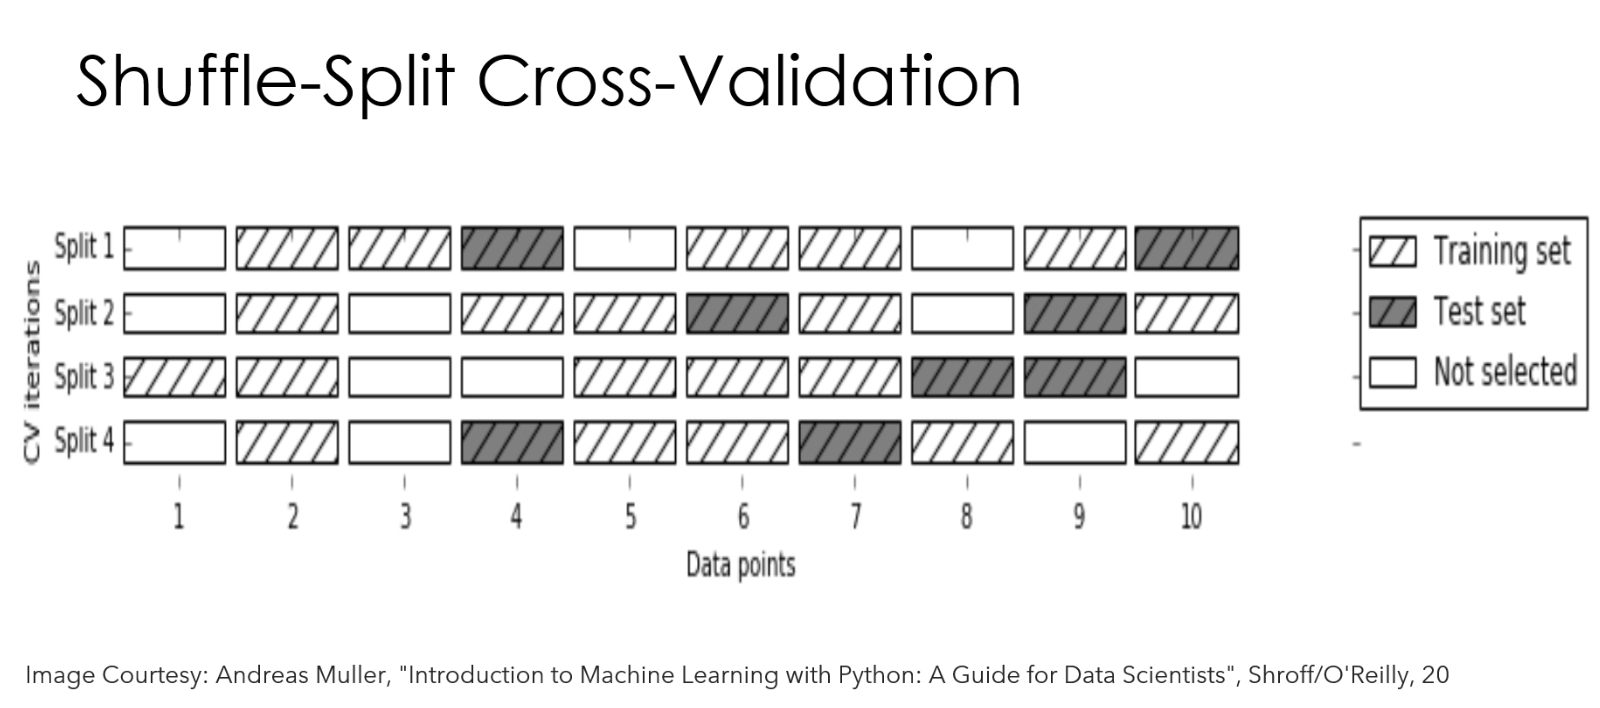 Shuffle-Split Cross-Validation
CV iterations
Split 1
Split 2
Split 3
Split 4
1 2 3 4 5 6 7 8 9 10
Data points
Training set
Test set
Not selected
Image Courtesy: Andreas Muller, "Introduction to Machine Learning with Python: A Guide for Data Scientists", Shroff/O'Reilly, 20